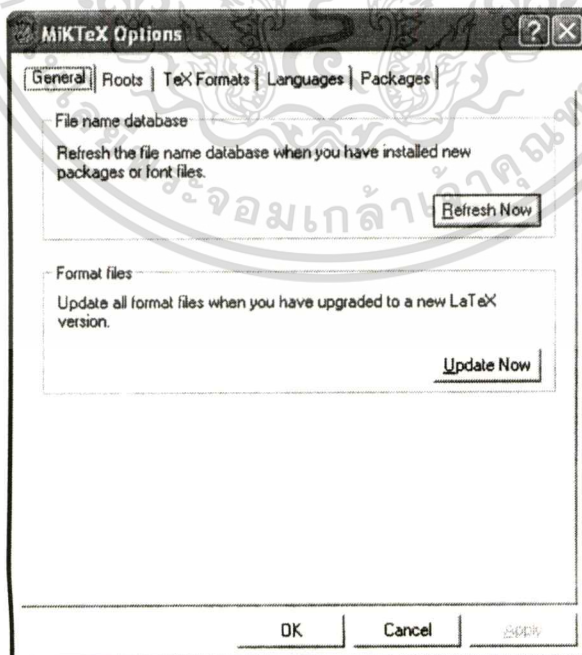 MiKTeX Options
General Roots TeX Formats Languages Packages
File name database
Refresh the file name database when you have installed new
packages or font files.
Refresh Now
Format files
Update all format files when you have upgraded to a new LaTeX
version.
Update Now
OK Cancel Apply